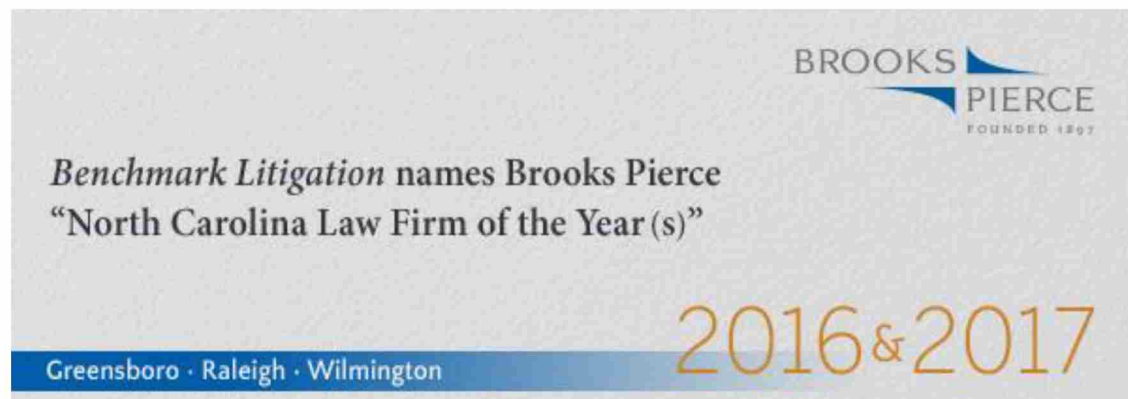 BROOKS
PIERCE
FOUNDED 1897
Benchmark Litigation names Brooks Pierce
“North Carolina Law Firm of the Year(s)”
2016&2017
Greensboro · Raleigh · Wilmington